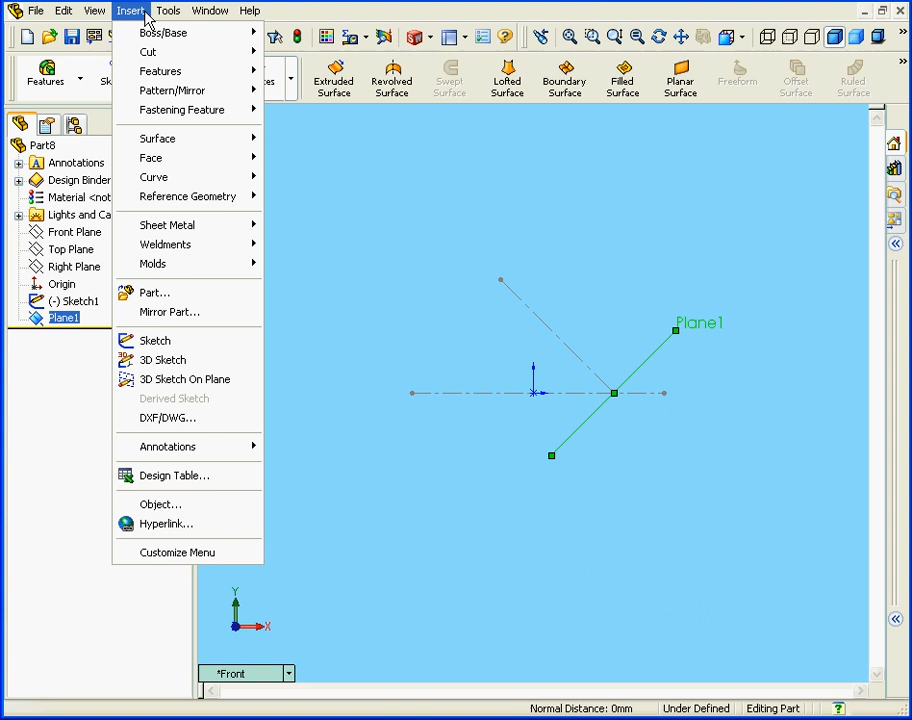 File Edit View Insert Tools Window Help
Features Extruded Surface Revolved Surface Swept Surface Lofted Surface Boundary Surface Filled Surface Planar Surface Freeform Offset Surface Ruled Surface
Boss/Base
Cut
Features
Pattern/Mirror
Fastening Feature
Surface
Face
Curve
Reference Geometry
Sheet Metal
Weldments
Molds
Part...
Mirror Part...
Sketch
3D Sketch
3D Sketch On Plane
Derived Sketch
DXF/DWG...
Annotations
Design Table...
Object...
Hyperlink...
Customize Menu
Part8
Annotations
Design Binder
Material <not
Lights and Ca
Front Plane
Top Plane
Right Plane
Origin
(-) Sketch1
Plane1
Plane1
Y
X
*Front
Normal Distance: 0mm Under Defined Editing Part